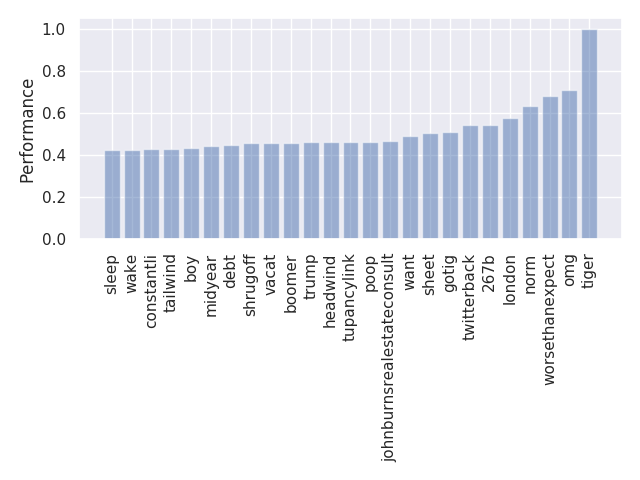 1.0
0.8
0.6
0.4
0.2
0.0
Performance
sleep
wake
constantli
tailwind
boy
midyear
debt
shrugoff
vacat
boomer
trump
headwind
tupancylink
poop
johnburnsrealestateconsult
want
sheet
gotig
twitterback
267b
london
norm
worsethanexpect
omg
tiger